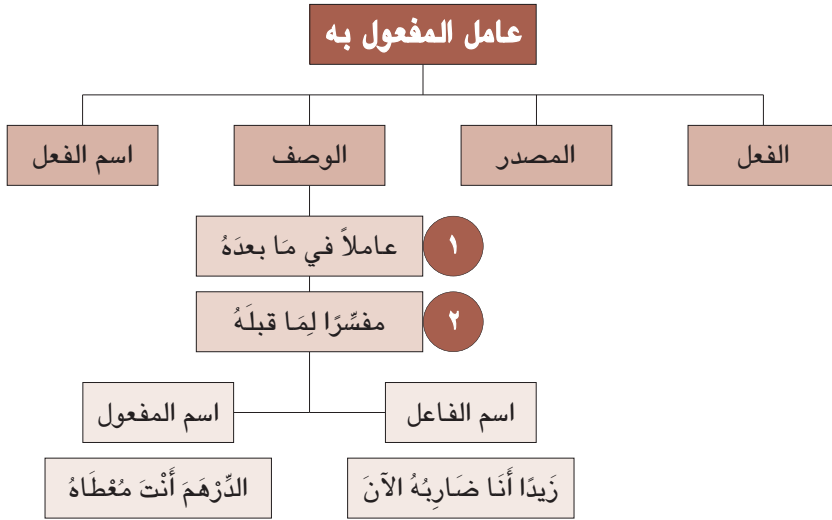 عامل المفعول به
الفعل
المصدر
الوصف
اسم الفعل
١
عاملاً في مَا بعدَهُ
٢
مفسِّرًا لِمَا قبلَهُ
اسم الفاعل
اسم المفعول
زَيدًا أَنَا ضَارِبُهُ الآنَ
الدِّرْهَمَ أَنْتَ مُعْطَاهُ